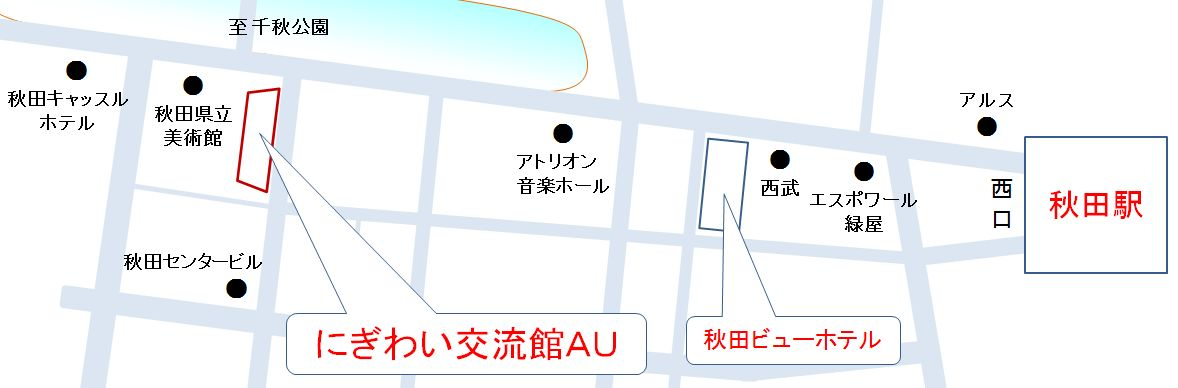 至 千秋公園
秋田キャッスル
ホテル
秋田県立
美術館
アトリオン
音楽ホール
西武
エスポワール
緑屋
アルス
西口
秋田駅
秋田センタービル
にぎわい交流館ＡＵ
秋田ビューホテル